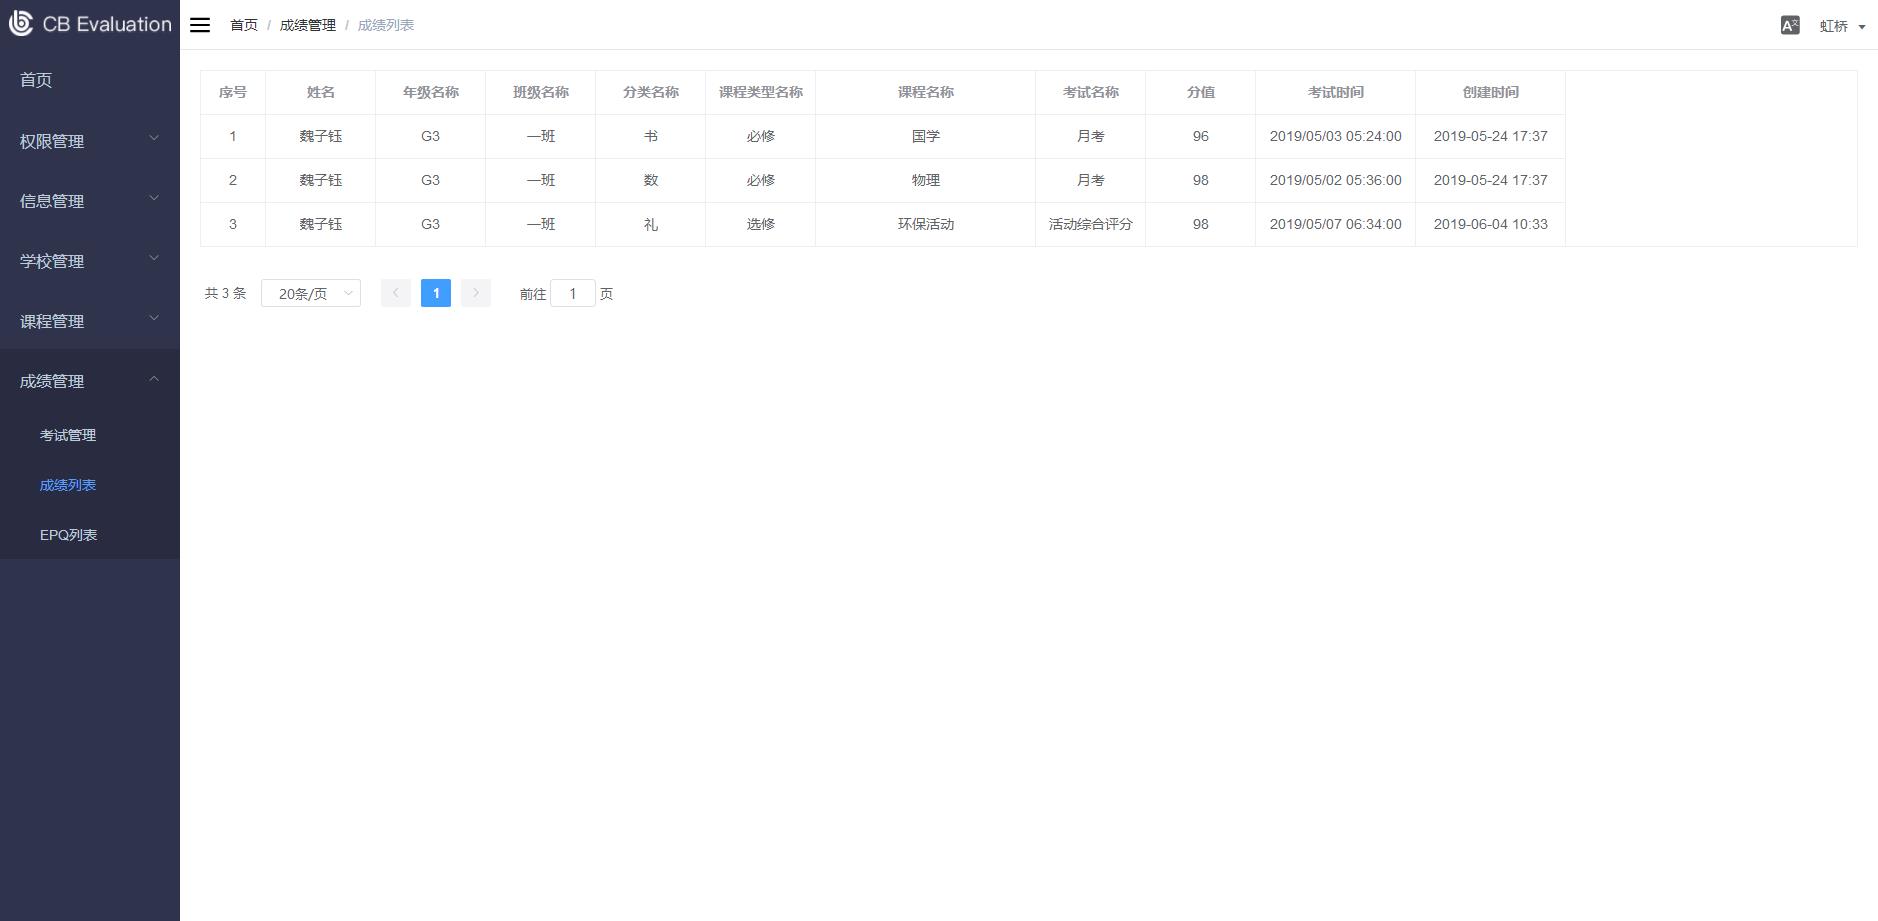 CB Evaluation
首页 / 成绩管理 / 成绩列表
虹桥
首页
权限管理
信息管理
学校管理
课程管理
成绩管理
考试管理
成绩列表
EPQ列表
序号 姓名 年级名称 班级名称 分类名称 课程类型名称 课程名称 考试名称 分值 考试时间 创建时间
1 魏子钰 G3 一班 书 必修 国学 月考 96 2019/05/03 05:24:00 2019-05-24 17:37
2 魏子钰 G3 一班 数 必修 物理 月考 98 2019/05/02 05:36:00 2019-05-24 17:37
3 魏子钰 G3 一班 礼 选修 环保活动 活动综合评分 98 2019/05/07 06:34:00 2019-06-04 10:33
共 3 条 20条/页 1 前往 1 页